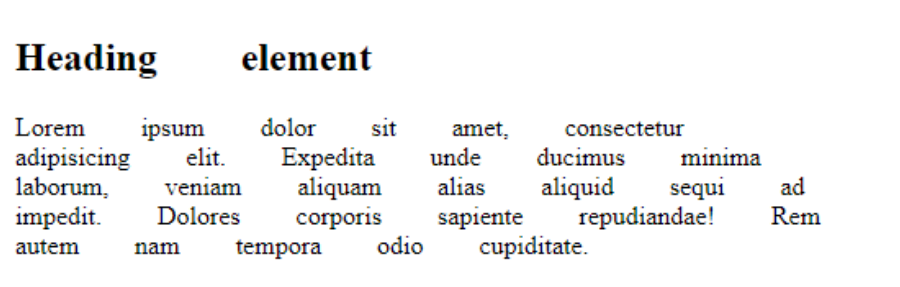 Heading element
Lorem ipsum dolor sit amet, consectetur
adipisicing elit. Expedita unde ducimus minima
laborum, veniam aliquam alias aliquid sequi ad
impedit. Dolores corporis sapiente repudiandae! Rem
autem nam tempora odio cupiditate.